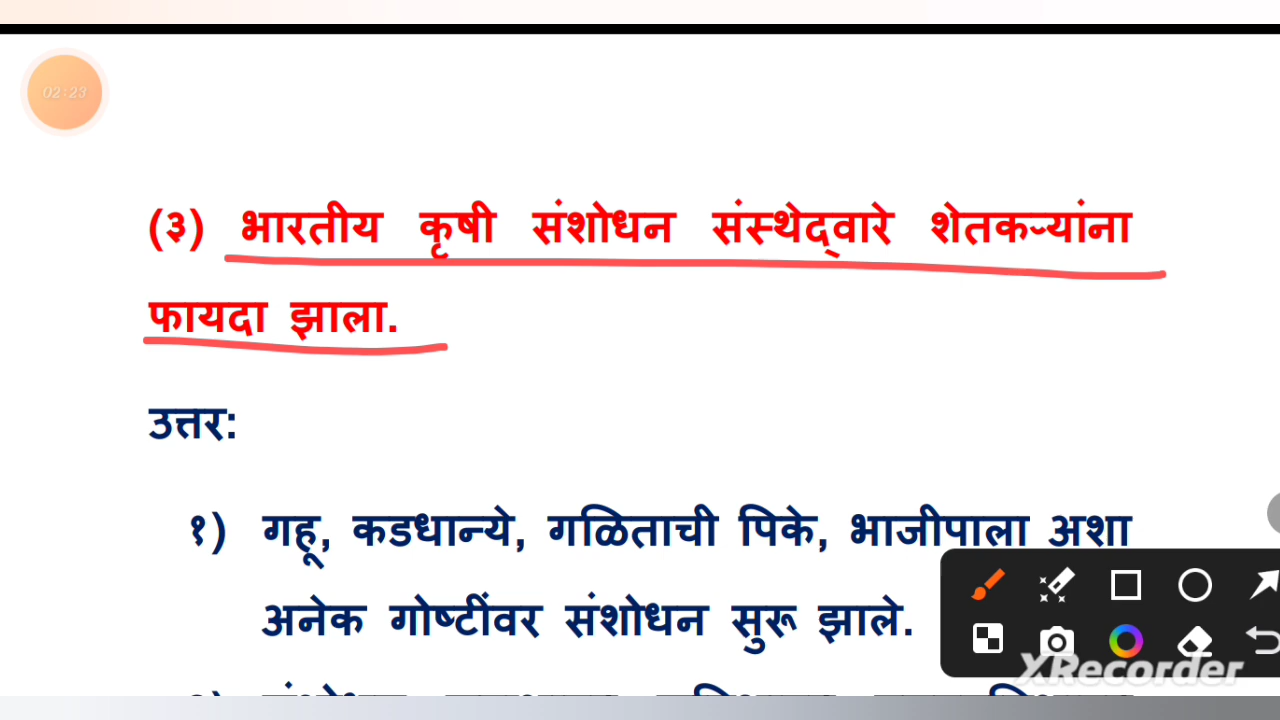 02:23
(३) भारतीय कृषी संशोधन संस्थेद्‌वारे शेतकऱ्यांना
फायदा झाला.
उत्तर:
१) गहू, कडधान्ये, गळिताची पिके, भाजीपाला अशा
अनेक गोष्टींवर संशोधन सुरू झाले.
XRecorder